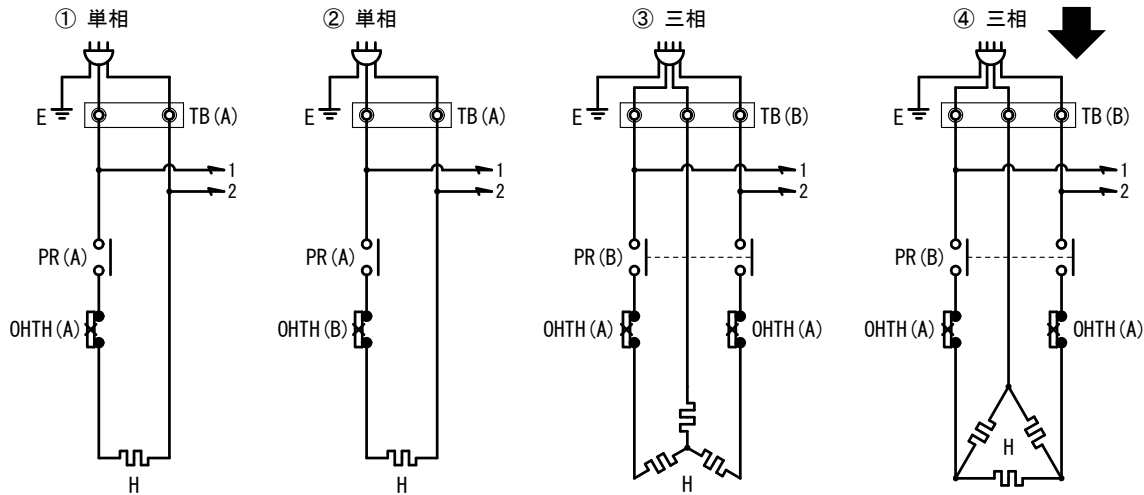 ① 単相
② 単相
③ 三相
④ 三相
E
TB(A)
E
TB(A)
E
TB(B)
E
TB(B)
1
1
1
1
2
2
2
2
PR(A)
PR(A)
PR(B)
PR(B)
OHTH(A)
OHTH(B)
OHTH(A)
OHTH(A)
OHTH(A)
OHTH(A)
H
H
H
H